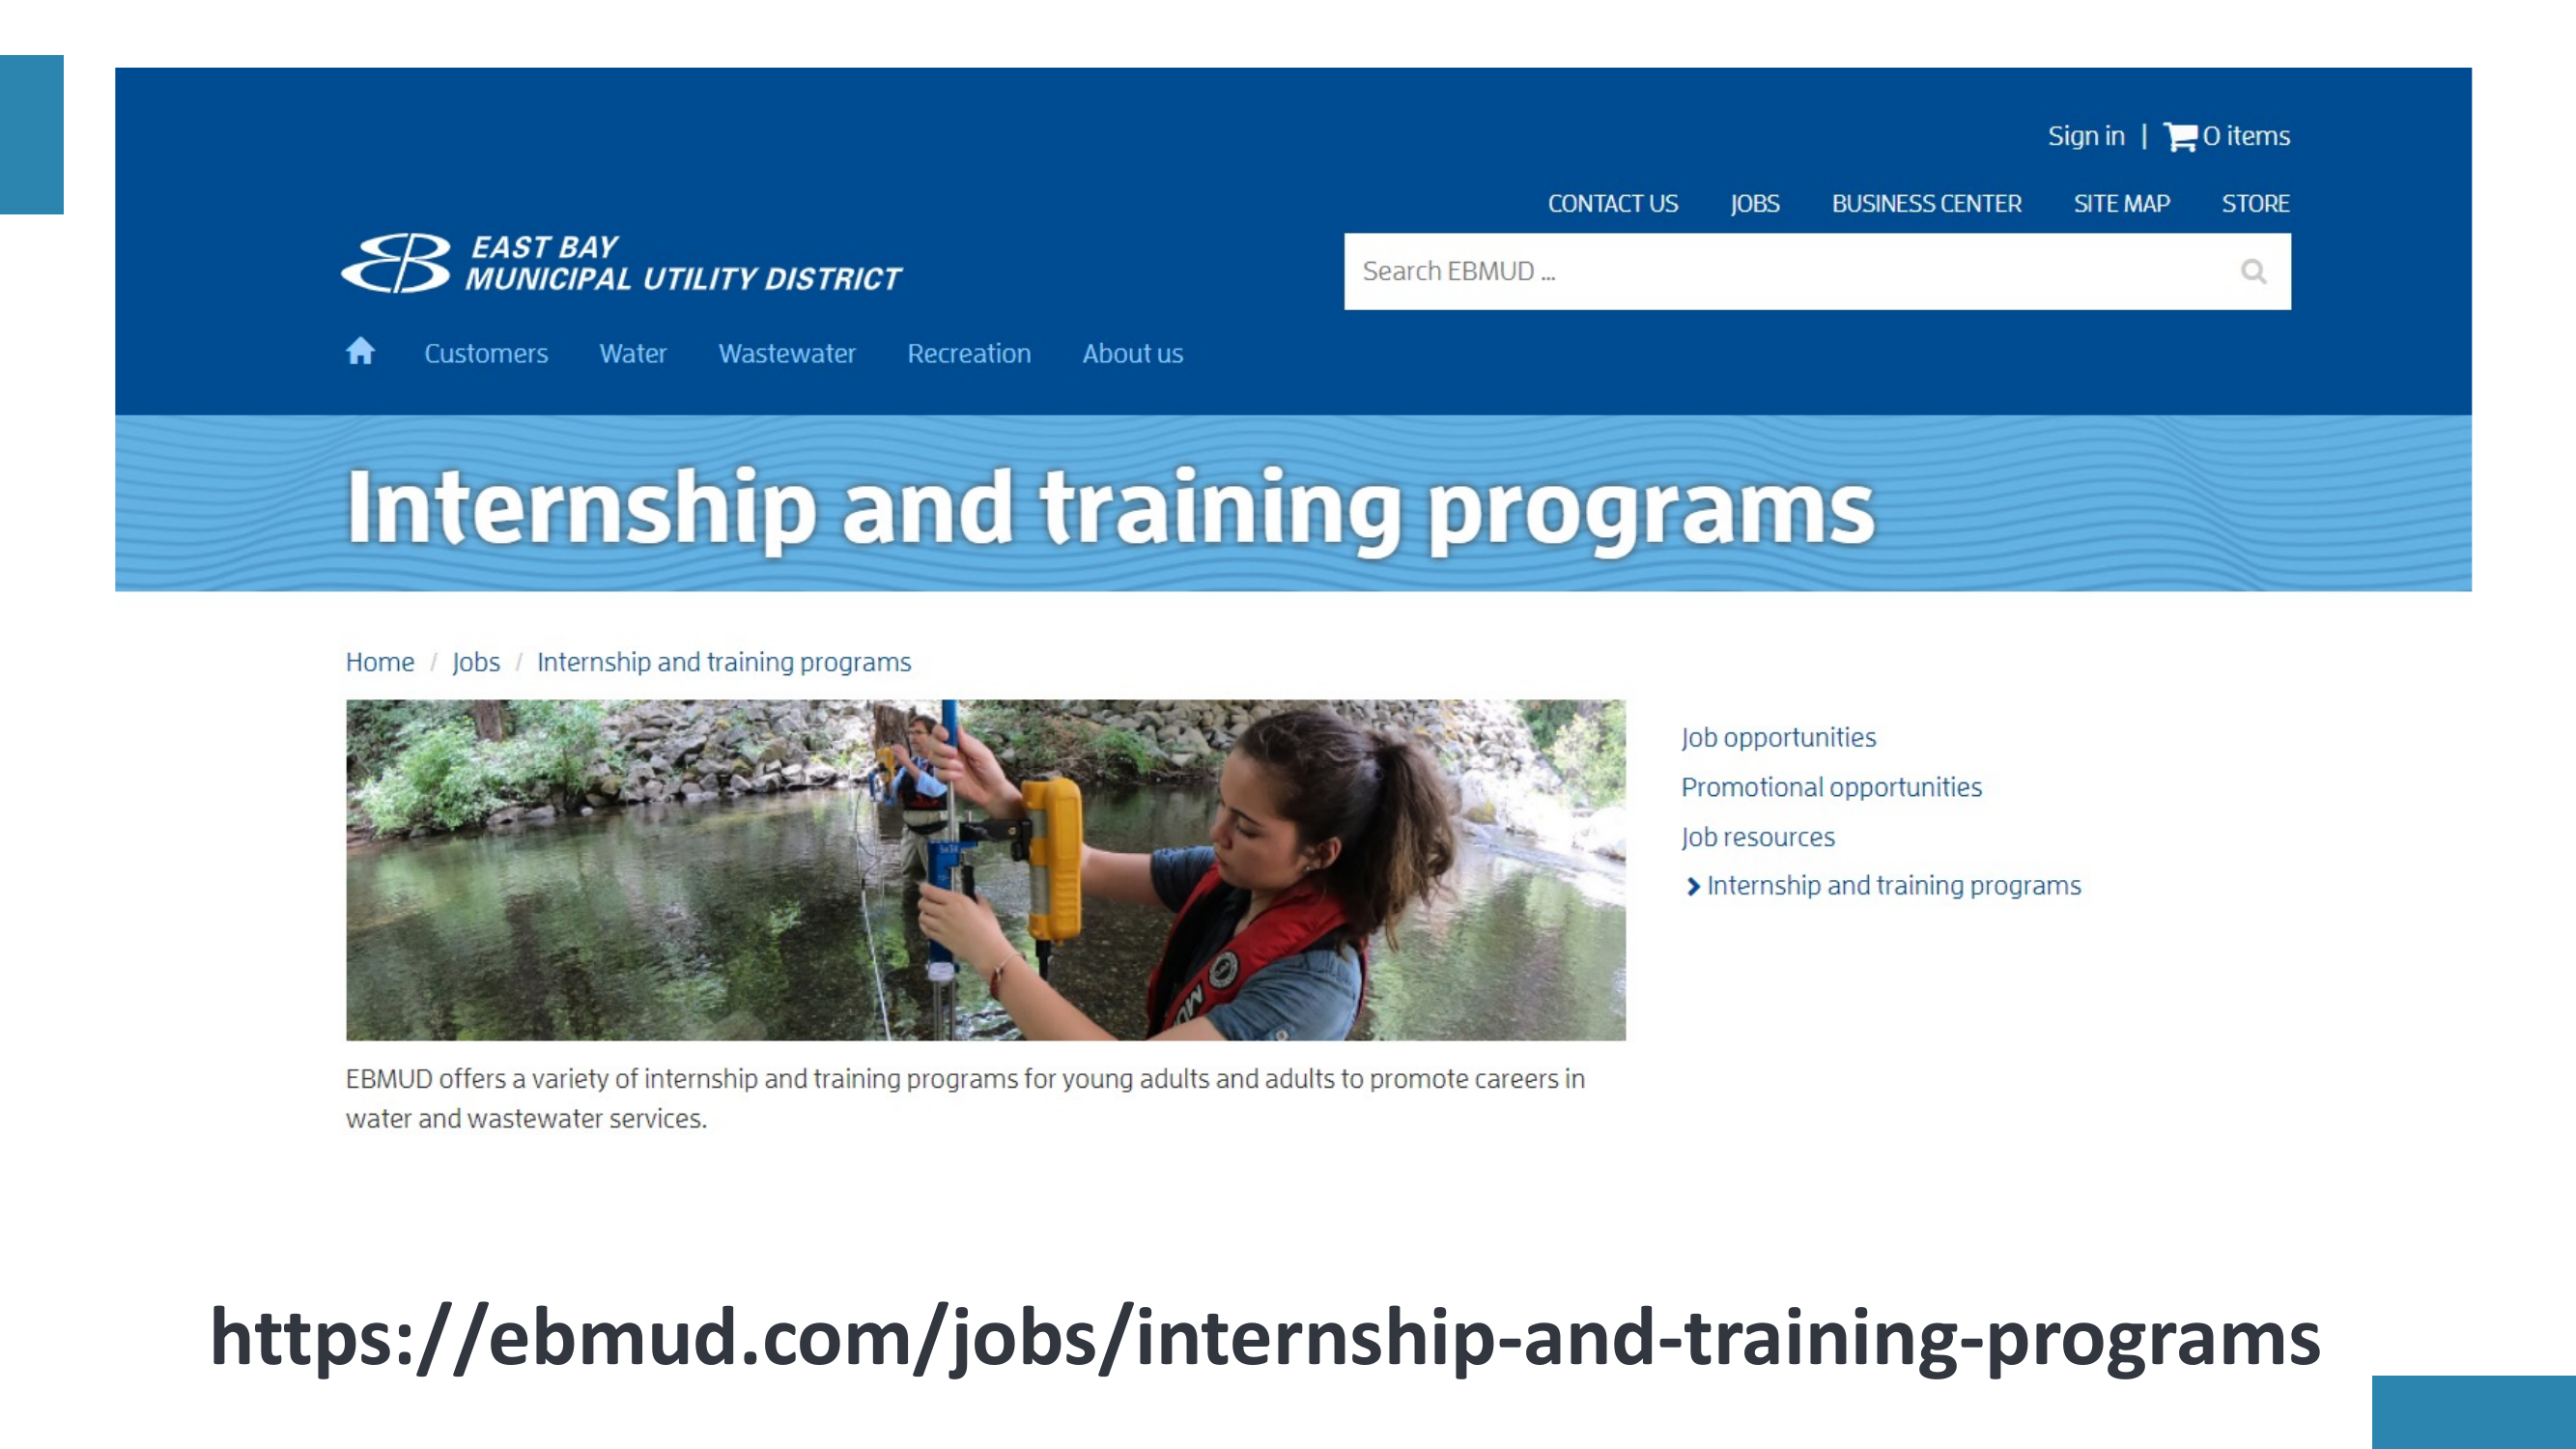 Sign in | 0 items
CONTACT US JOBS BUSINESS CENTER SITE MAP STORE
EAST BAY
MUNICIPAL UTILITY DISTRICT
Search EBMUD ...
Customers Water Wastewater Recreation About us
Internship and training programs
Home / Jobs / Internship and training programs
Job opportunities
Promotional opportunities
Job resources
Internship and training programs
EBMUD offers a variety of internship and training programs for young adults and adults to promote careers in
water and wastewater services.
https://ebmud.com/jobs/internship-and-training-programs